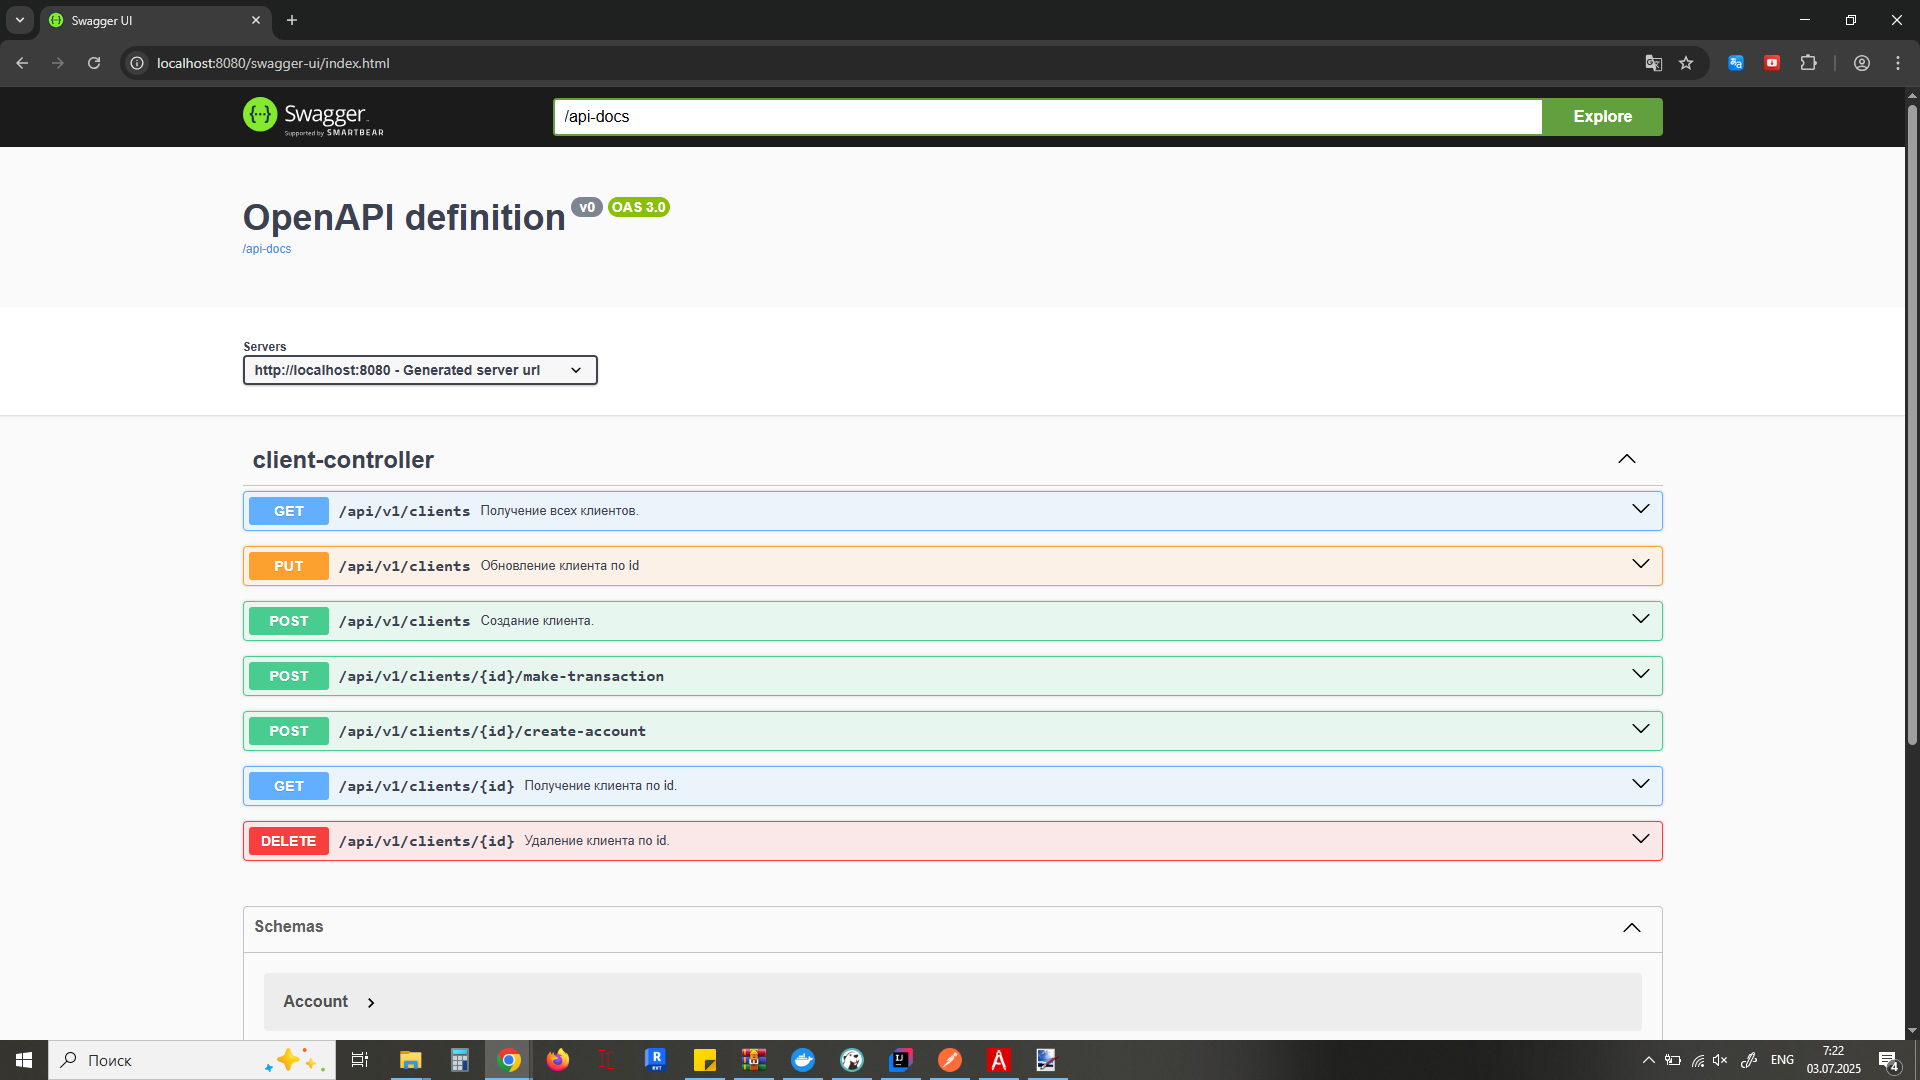 Swagger UI
localhost:8080/swagger-ui/index.html
Swagger
Supported by SMARTBEAR
/api-docs
Explore
OpenAPI definition
v0
OAS 3.0
/api-docs
Servers
http://localhost:8080 - Generated server url
client-controller
GET /api/v1/clients Получение всех клиентов.
PUT /api/v1/clients Обновление клиента по id
POST /api/v1/clients Создание клиента.
POST /api/v1/clients/{id}/make-transaction
POST /api/v1/clients/{id}/create-account
GET /api/v1/clients/{id} Получение клиента по id.
DELETE /api/v1/clients/{id} Удаление клиента по id.
Schemas
Account
Поиск
ENG
7:22
03.07.2025
4